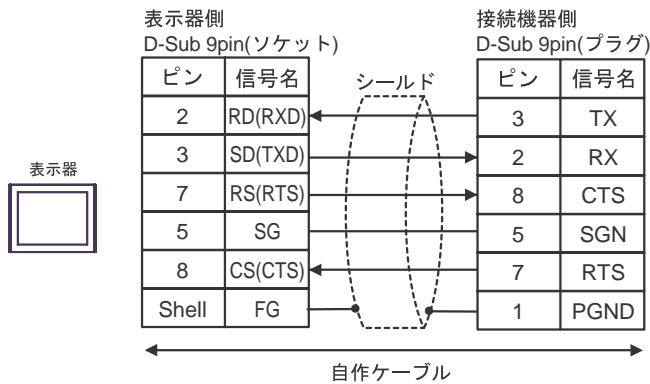 表示器側
D-Sub 9pin(ソケット)
接続機器側
D-Sub 9pin(プラグ)
ピン 信号名 シールド ピン 信号名
2 RD(RXD) 3 TX
3 SD(TXD) 2 RX
表示器
7 RS(RTS) 8 CTS
5 SG 5 SGN
8 CS(CTS) 7 RTS
Shell FG 1 PGND
自作ケーブル